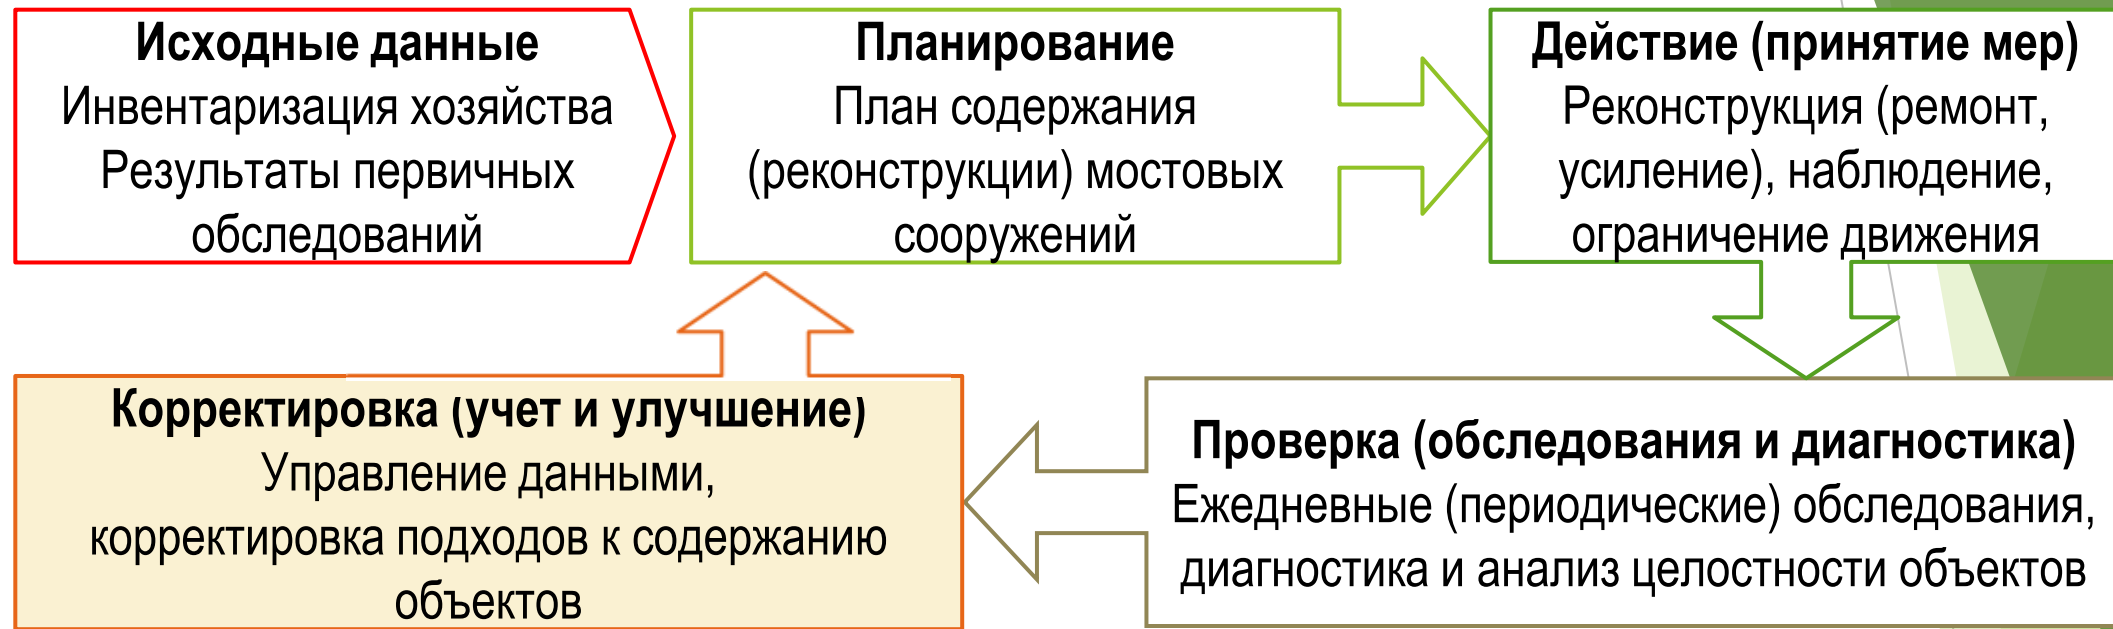 Исходные данные
Инвентаризация хозяйства
Результаты первичных
обследований
Планирование
План содержания
(реконструкции) мостовых
сооружений
Действие (принятие мер)
Реконструкция (ремонт,
усиление), наблюдение,
ограничение движения
Корректировка (учет и улучшение)
Управление данными,
корректировка подходов к содержанию
объектов
Проверка (обследования и диагностика)
Ежедневные (периодические) обследования,
диагностика и анализ целостности объектов